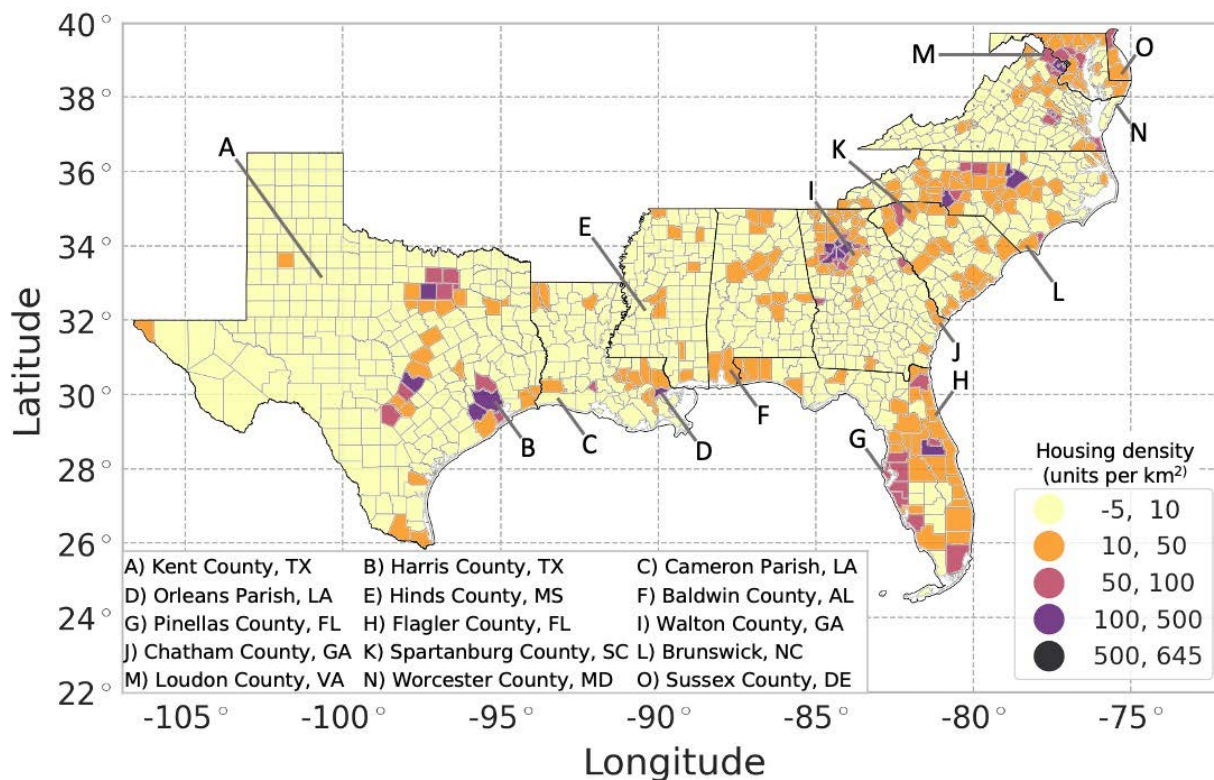 40°
38°
36°
34°
32°
30°
28°
26°
24°
22°
Latitude
-105°
-100°
-95°
-90°
-85°
-80°
-75°
Longitude
A
B
C
D
E
F
G
H
I
J
K
L
M
N
O
Housing density
(units per km²)
-5, 10
10, 50
50, 100
100, 500
500, 645
A) Kent County, TX B) Harris County, TX C) Cameron Parish, LA
D) Orleans Parish, LA E) Hinds County, MS F) Baldwin County, AL
G) Pinellas County, FL H) Flagler County, FL I) Walton County, GA
J) Chatham County, GA K) Spartanburg County, SC L) Brunswick, NC
M) Loudon County, VA N) Worcester County, MD O) Sussex County, DE